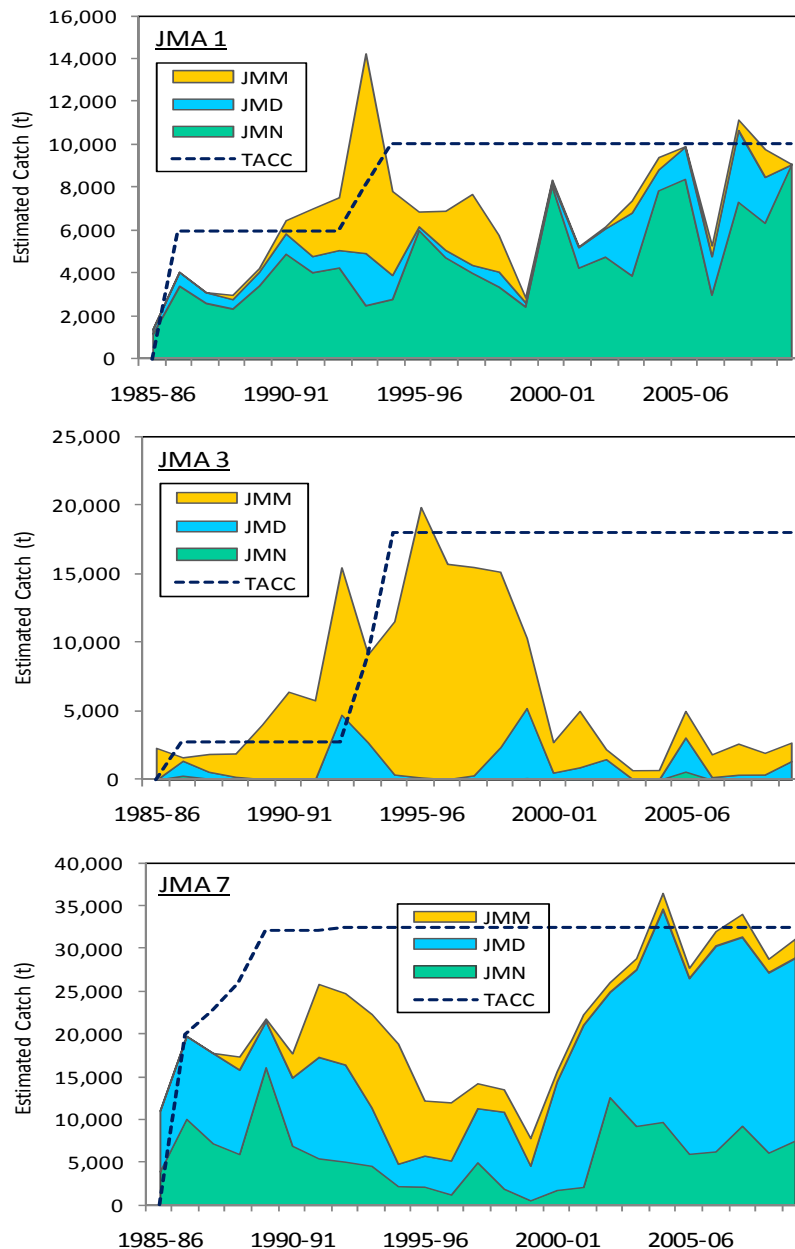 JMA 1
Estimated Catch (t)
16,000
14,000
12,000
10,000
8,000
6,000
4,000
2,000
0
JMM
JMD
JMN
TACC
1985-86 1990-91 1995-96 2000-01 2005-06
JMA 3
Estimated Catch (t)
25,000
20,000
15,000
10,000
5,000
0
JMM
JMD
JMN
TACC
1985-86 1990-91 1995-96 2000-01 2005-06
JMA 7
Estimated Catch (t)
40,000
35,000
30,000
25,000
20,000
15,000
10,000
5,000
0
JMM
JMD
JMN
TACC
1985-86 1990-91 1995-96 2000-01 2005-06